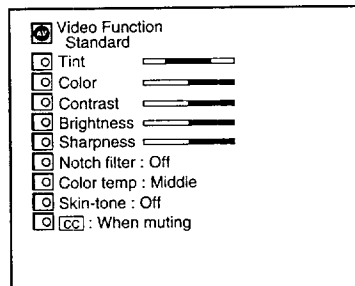 AV Video Function
Standard
Tint
Color
Contrast
Brightness
Sharpness
Notch filter : Off
Color temp : Middle
Skin-tone : Off
CC : When muting